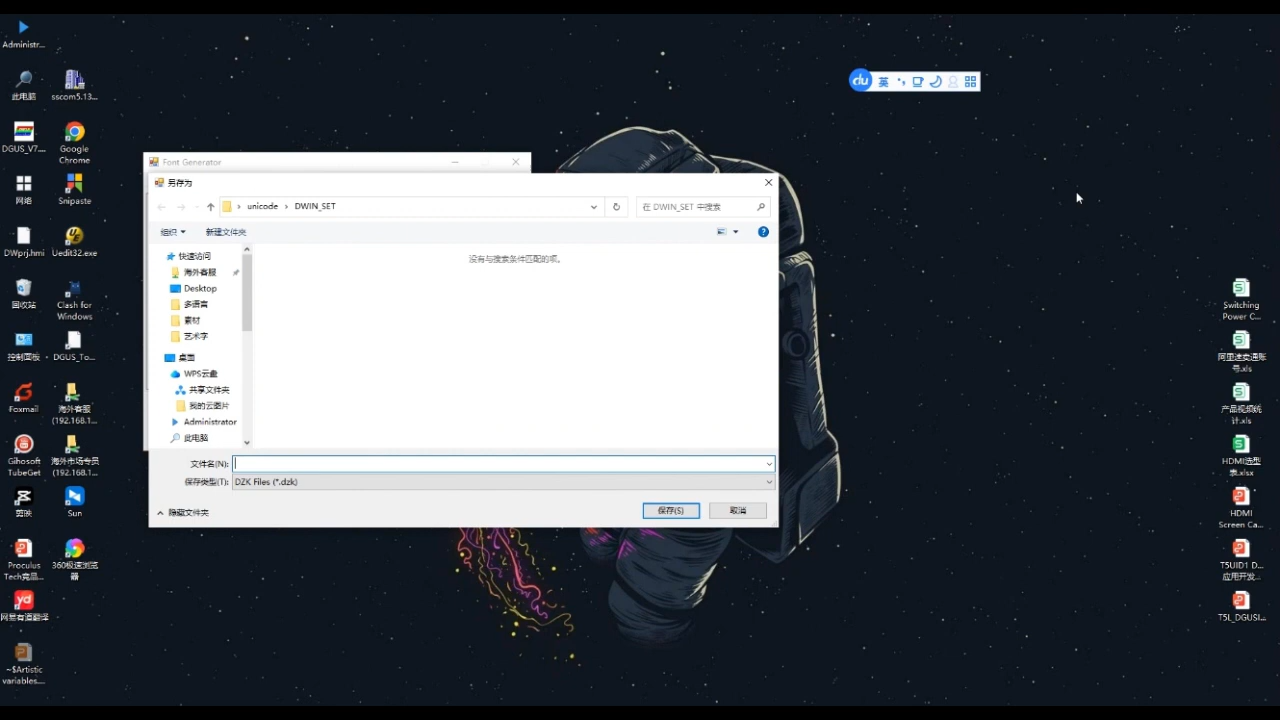 Administr...
此电脑
sscom5.13...
DGUS_V7....
Google
Chrome
网络
Snipaste
DWprj.hmi
Uedit32.exe
回收站
Clash for
Windows
控制面板
DGUS_To...
Foxmail
海外客服
(192.168.1...
Gihosoft
TubeGet
海外市场专员
(192.168.1...
剪映
Sun
Proculus
Tech竞品...
360极速浏览
器
网易有道翻译
~$Artistic
variables....
英
Font Generator
另存为
unicode › DWIN_SET
在 DWIN_SET 中搜索
组织
新建文件夹
快速访问
海外客服
Desktop
多语言
素材
艺术字
桌面
WPS云盘
共享文件夹
我的云图片
Administrator
此电脑
没有与搜索条件匹配的项。
文件名(N):
保存类型(T): DZK Files (*.dzk)
隐藏文件夹
保存(S)
取消
Switching
Power C...
阿里速卖通账
号.xls
产品视频统
计.xls
HDMI选型
表.xlsx
HDMI
Screen Ca...
T5UID1 D...
应用开发...
T5L_DGUSI...